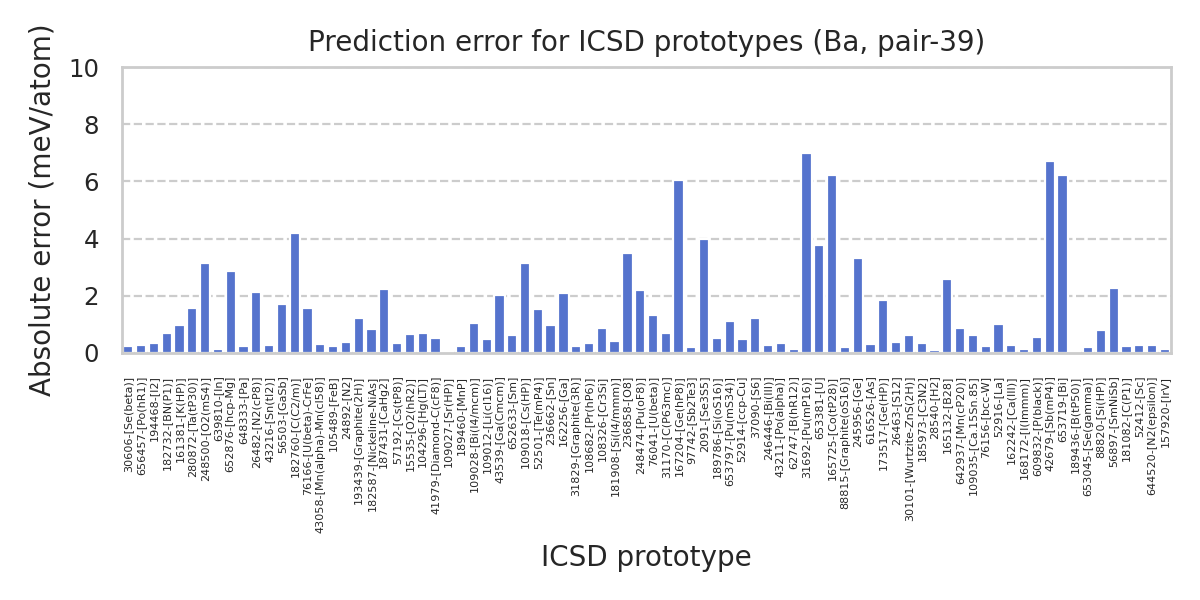 Prediction error for ICSD prototypes (Ba, pair-39)
Absolute error (meV/atom)
10
8
6
4
2
0
30606-[Se(beta)]
656457-[Po(hR1)]
194468-[I2]
182732-[BN(P1)]
161381-[K(HP)]
280872-[Ta(tP30)]
248500-[O2(mS4)]
639810-[In]
652876-[hcp-Mg]
648333-[Pa]
26482-[N2(cP8)]
43216-[Sn(tI2)]
56503-[GaSb]
182760-[C(C2/m)]
76166-[U(beta)-CrFe]
43058-[Mn(alpha)-Mn(cI58)]
105489-[FeB]
24892-[N2]
193439-[Graphite(2H)]
182587-[Nickeline-NiAs]
187431-[CaHg2]
57192-[Cs(tP8)]
15535-[O2(hR2)]
104296-[Hg(LT)]
41979-[Diamond-C(cF8)]
109027-[Sr(HP)]
189460-[MnP]
109028-[Bi(I4/mcm)]
109012-[Li(cI16)]
43539-[Ga(Cmcm)]
652633-[Sm]
109018-[Cs(HP)]
52501-[Te(mP4)]
236662-[Sn]
162256-[Ga]
31829-[Graphite(3R)]
108682-[Pr(hP6)]
108326-[Cr3Si]
181908-[Si(I4/mmm)]
236858-[O8]
248474-[Pu(oF8)]
76041-[U(beta)]
31170-[C(P63mc)]
167204-[Ge(hP8)]
97742-[Sb2Te3]
2091-[Se3S5]
189786-[Si(oS16)]
653797-[Pu(mS34)]
52914-[ccp-Cu]
37090-[S6]
246446-[Bi(III)]
43211-[Po(alpha)]
62747-[B(hR12)]
31692-[Pu(mP16)]
653381-[U]
165725-[Co(tP28)]
88815-[Graphite(oS16)]
245956-[Ge]
616526-[As]
173517-[Ge(HP)]
26463-[S12]
30101-[Wurtzite-ZnS(2H)]
185973-[C3N2]
28540-[H2]
165132-[B28]
642937-[Mn(cP20)]
109035-[Ca.15Sn.85]
76156-[bcc-W]
52916-[La]
162242-[Ca(III)]
168172-[I(Immm)]
609832-[P(black)]
42679-[Sb(mP4)]
653719-[Bi]
189436-[B(tP50)]
653045-[Se(gamma)]
88820-[Si(HP)]
56897-[SmNiSb]
181082-[C(P1)]
52412-[Sc]
644520-[N2(epsilon)]
157920-[IrV]
ICSD prototype